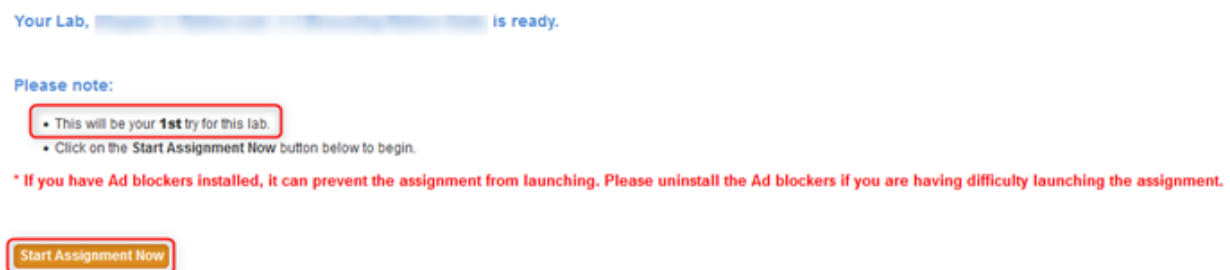 Your Lab, is ready.
Please note:
• This will be your 1st try for this lab.
• Click on the Start Assignment Now button below to begin.
* If you have Ad blockers installed, it can prevent the assignment from launching. Please uninstall the Ad blockers if you are having difficulty launching the assignment.
Start Assignment Now